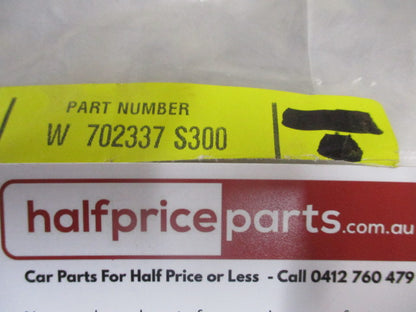 PART NUMBER
W 702337 S300
halfpriceparts.com.au
Car Parts For Half Price or Less - Call 0412 760 479